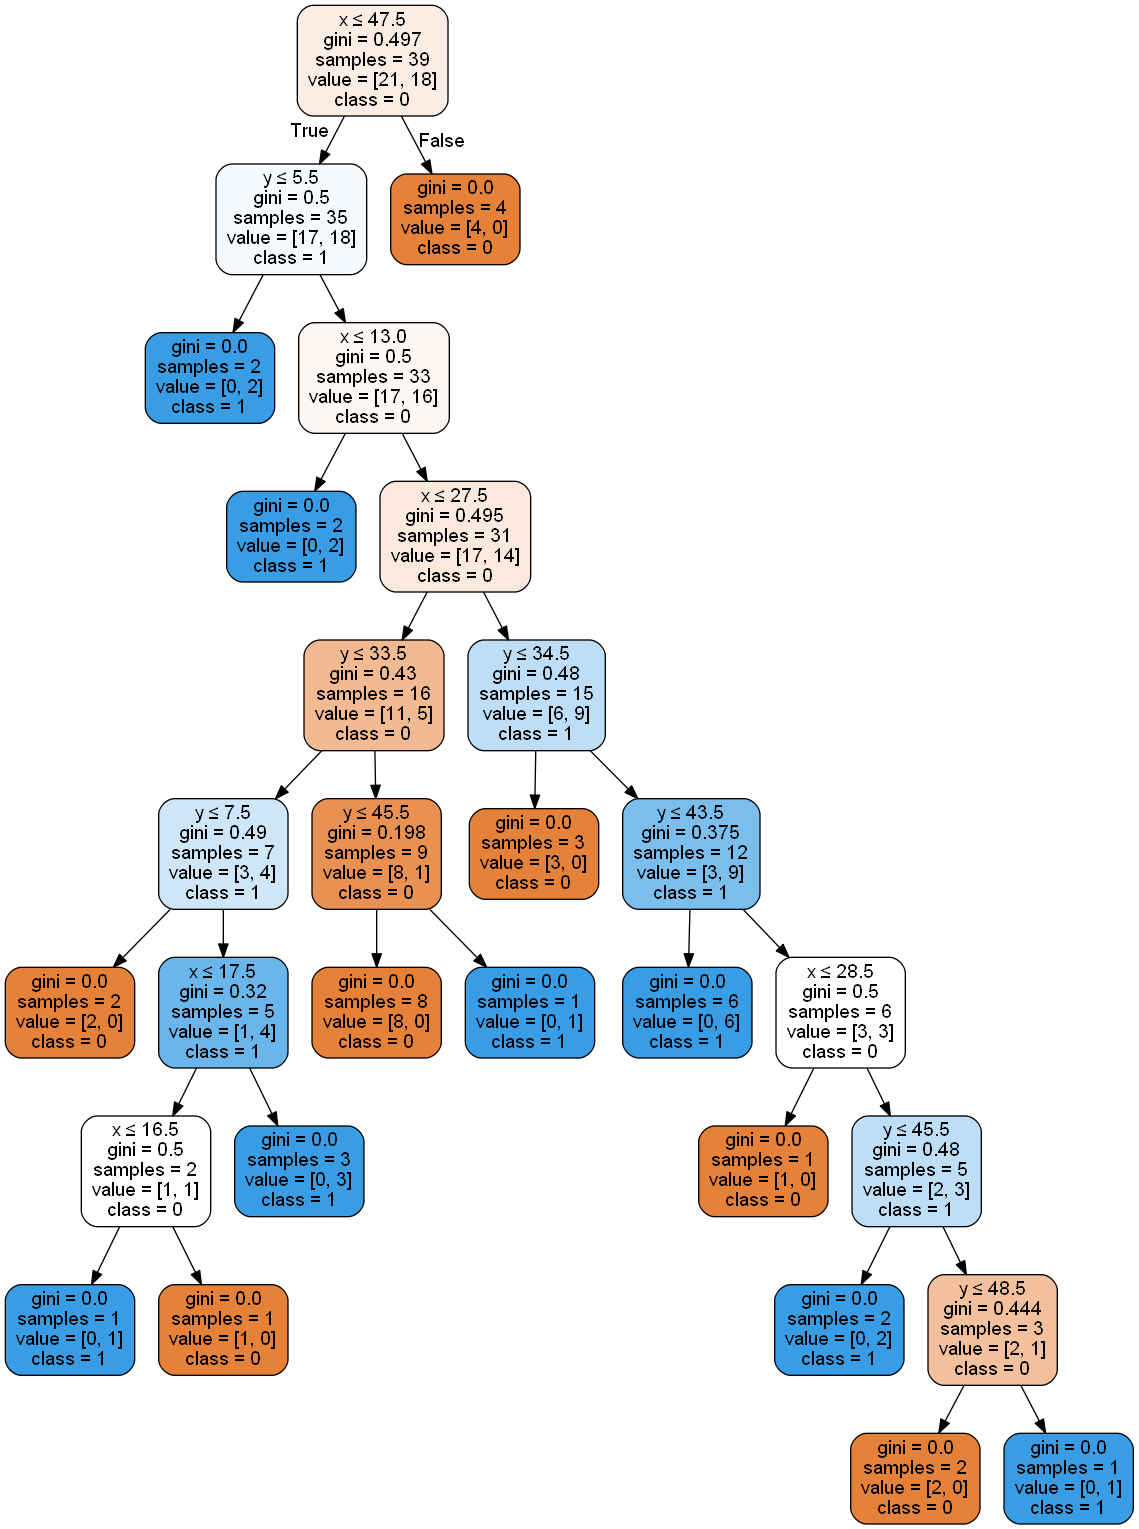 x ≤ 47.5
gini = 0.497
samples = 39
value = [21, 18]
class = 0
True
False
y ≤ 5.5
gini = 0.5
samples = 35
value = [17, 18]
class = 1
gini = 0.0
samples = 4
value = [4, 0]
class = 0
gini = 0.0
samples = 2
value = [0, 2]
class = 1
x ≤ 13.0
gini = 0.5
samples = 33
value = [17, 16]
class = 0
gini = 0.0
samples = 2
value = [0, 2]
class = 1
x ≤ 27.5
gini = 0.495
samples = 31
value = [17, 14]
class = 0
y ≤ 33.5
gini = 0.43
samples = 16
value = [11, 5]
class = 0
y ≤ 34.5
gini = 0.48
samples = 15
value = [6, 9]
class = 1
y ≤ 7.5
gini = 0.49
samples = 7
value = [3, 4]
class = 1
y ≤ 45.5
gini = 0.198
samples = 9
value = [8, 1]
class = 0
gini = 0.0
samples = 3
value = [3, 0]
class = 0
y ≤ 43.5
gini = 0.375
samples = 12
value = [3, 9]
class = 1
gini = 0.0
samples = 2
value = [2, 0]
class = 0
x ≤ 17.5
gini = 0.32
samples = 5
value = [1, 4]
class = 1
gini = 0.0
samples = 8
value = [8, 0]
class = 0
gini = 0.0
samples = 1
value = [0, 1]
class = 1
gini = 0.0
samples = 6
value = [0, 6]
class = 1
x ≤ 28.5
gini = 0.5
samples = 6
value = [3, 3]
class = 0
x ≤ 16.5
gini = 0.5
samples = 2
value = [1, 1]
class = 0
gini = 0.0
samples = 3
value = [0, 3]
class = 1
gini = 0.0
samples = 1
value = [1, 0]
class = 0
y ≤ 45.5
gini = 0.48
samples = 5
value = [2, 3]
class = 1
gini = 0.0
samples = 1
value = [0, 1]
class = 1
gini = 0.0
samples = 1
value = [1, 0]
class = 0
gini = 0.0
samples = 2
value = [0, 2]
class = 1
y ≤ 48.5
gini = 0.444
samples = 3
value = [2, 1]
class = 0
gini = 0.0
samples = 2
value = [2, 0]
class = 0
gini = 0.0
samples = 1
value = [0, 1]
class = 1